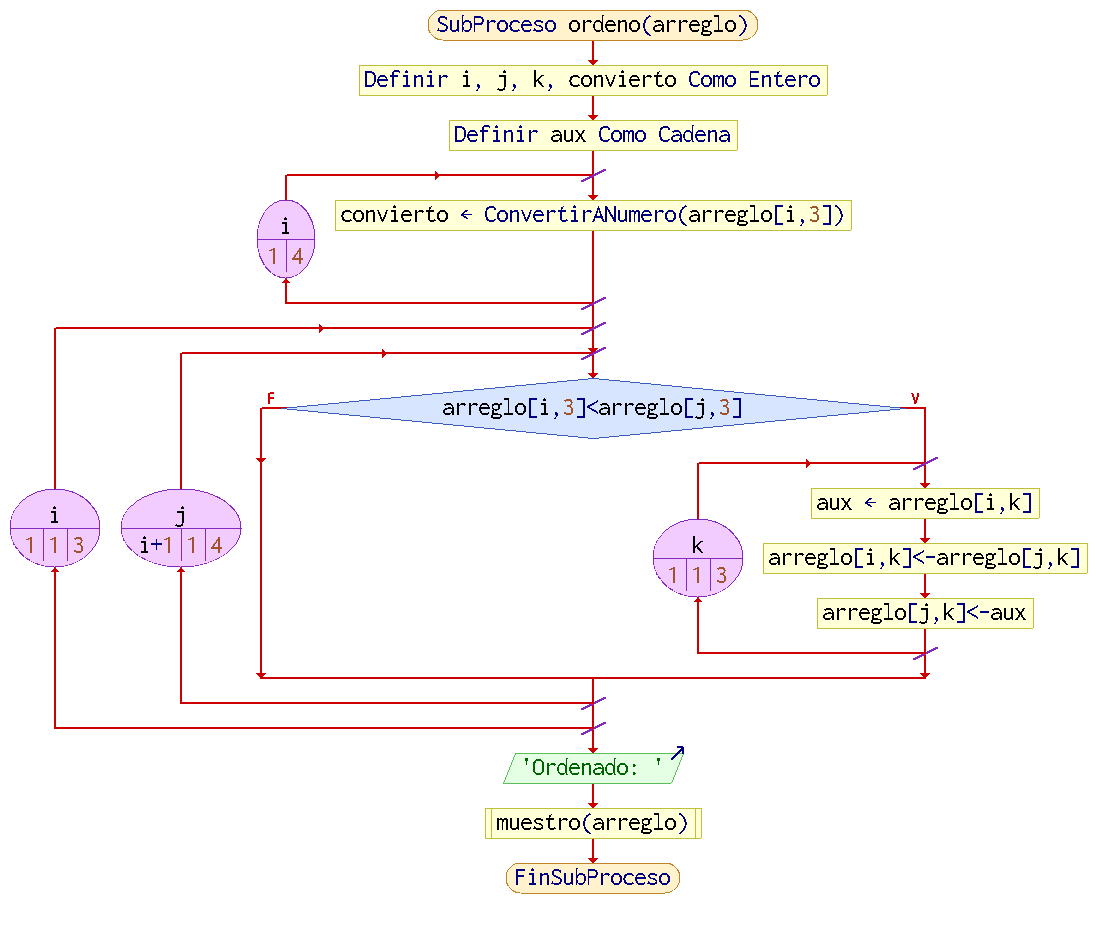 SubProceso ordeno(arreglo)
Definir i, j, k, convierto Como Entero
Definir aux Como Cadena
convierto ← ConvertirANumero(arreglo[i,3])
i
1 4
F
arreglo[i,3]<arreglo[j,3]
V
i
1 1 3
j
i+1 1 4
k
1 1 3
aux ← arreglo[i,k]
arreglo[i,k]<-arreglo[j,k]
arreglo[j,k]<-aux
'Ordenado: '
muestro(arreglo)
FinSubProceso